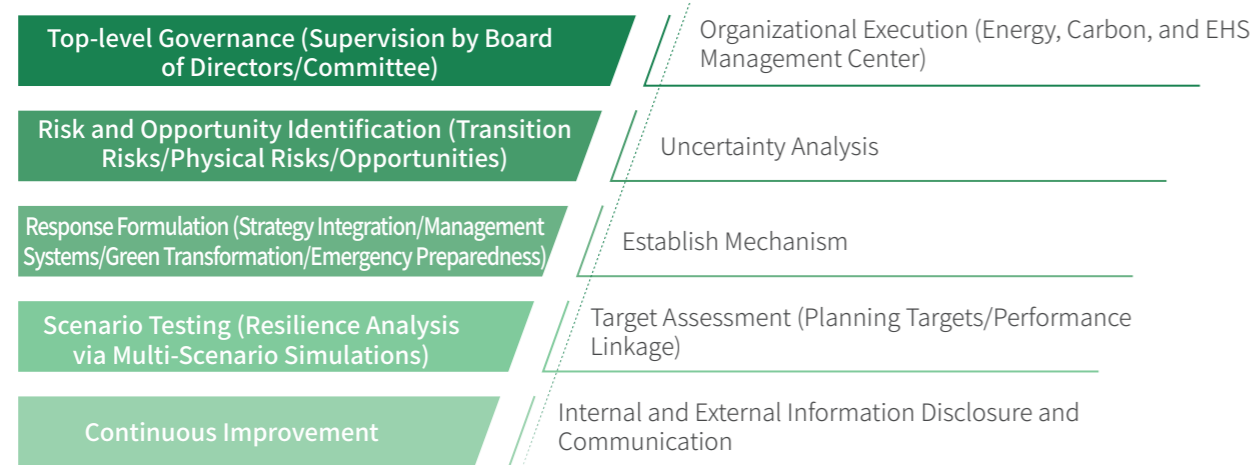 Top-level Governance (Supervision by Board
of Directors/Committee)
Organizational Execution (Energy, Carbon, and EHS
Management Center)
Risk and Opportunity Identification (Transition
Risks/Physical Risks/Opportunities)
Uncertainty Analysis
Response Formulation (Strategy Integration/Management
Systems/Green Transformation/Emergency Preparedness)
Establish Mechanism
Scenario Testing (Resilience Analysis
via Multi-Scenario Simulations)
Target Assessment (Planning Targets/Performance
Linkage)
Continuous Improvement
Internal and External Information Disclosure and
Communication